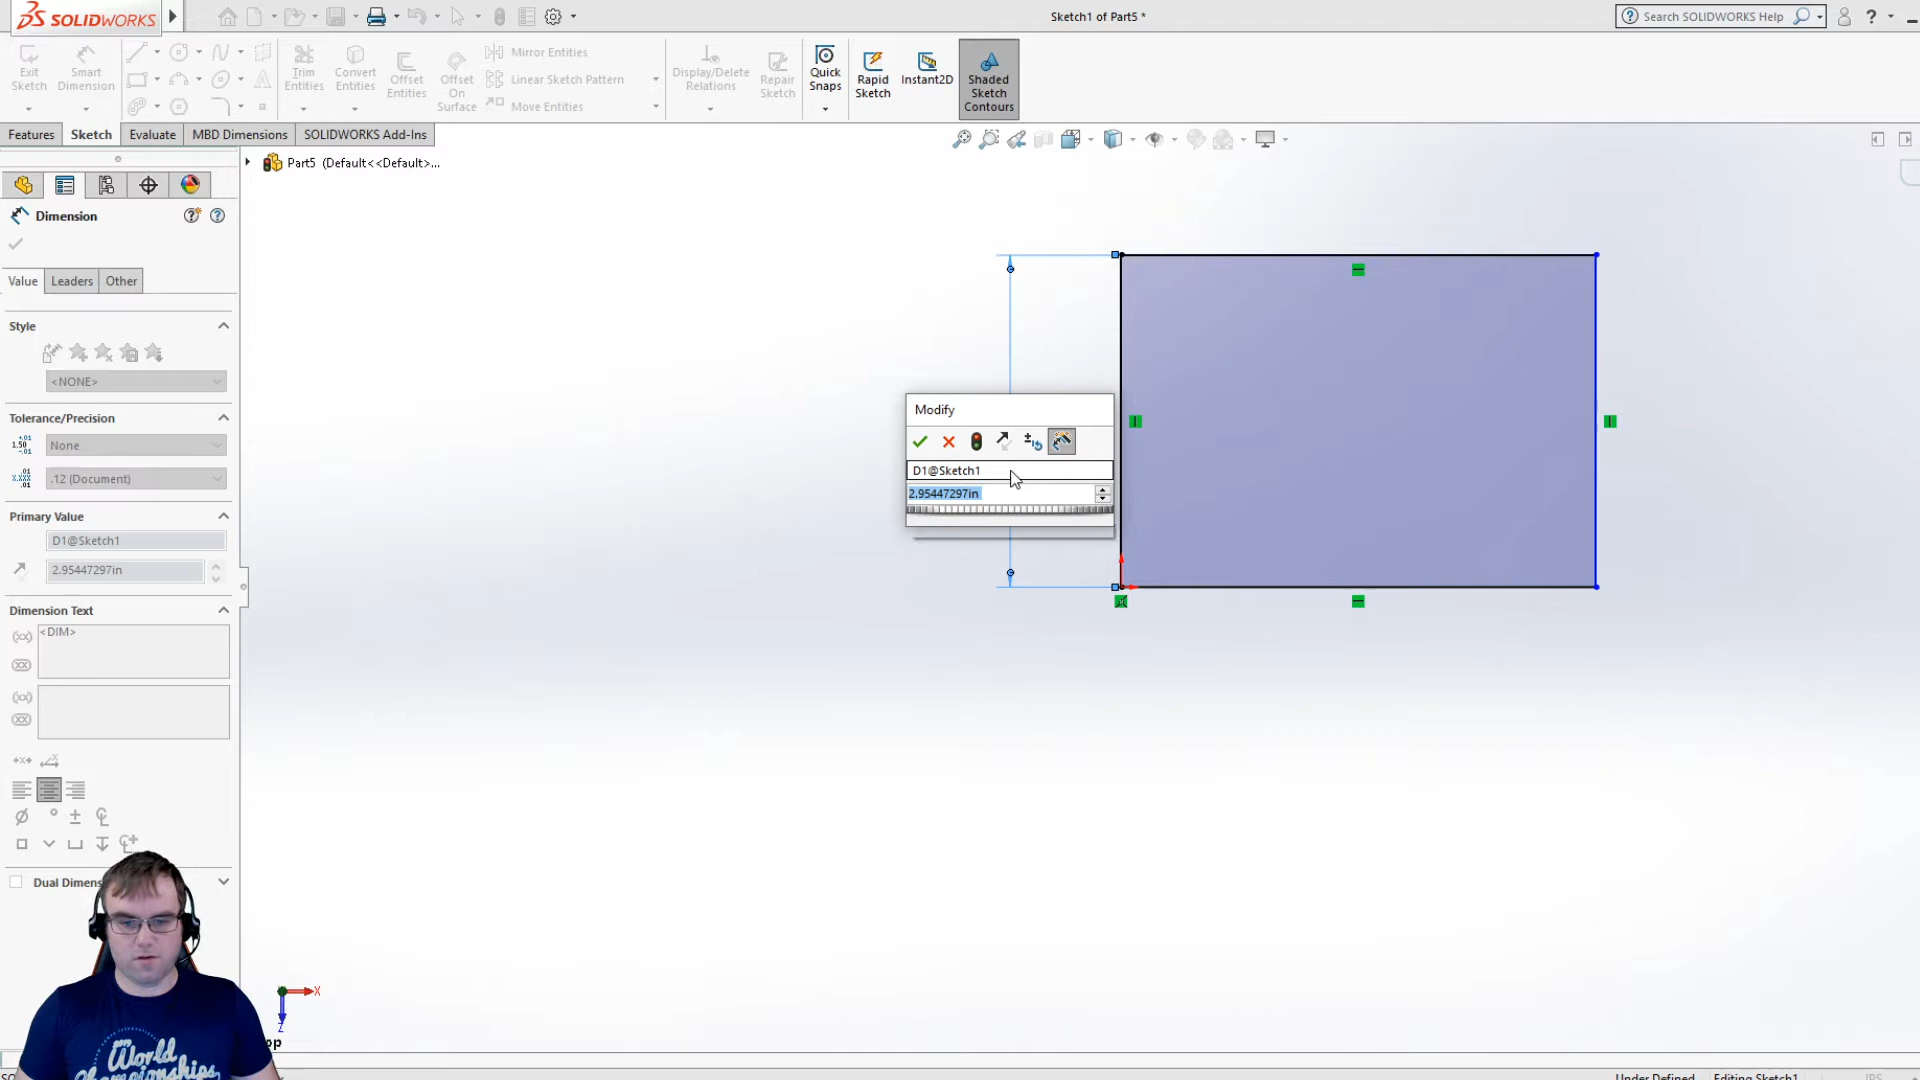 SOLIDWORKS
Sketch1 of Part5 *
Search SOLIDWORKS Help
Exit Sketch
Smart Dimension
Trim Entities
Convert Entities
Offset Entities
Offset On Surface
Mirror Entities
Linear Sketch Pattern
Move Entities
Display/Delete Relations
Repair Sketch
Quick Snaps
Rapid Sketch
Instant2D
Shaded Sketch Contours
Features
Sketch
Evaluate
MBD Dimensions
SOLIDWORKS Add-Ins
Part5 (Default<<Default>...
Dimension
Value
Leaders
Other
Style
<NONE>
Tolerance/Precision
None
.12 (Document)
Primary Value
D1@Sketch1
2.95447297in
Dimension Text
<DIM>
Dual Dimens
Modify
D1@Sketch1
2.95447297in
X
Z
op
World
Championships
Under Defined
Editing Sketch1
IPS